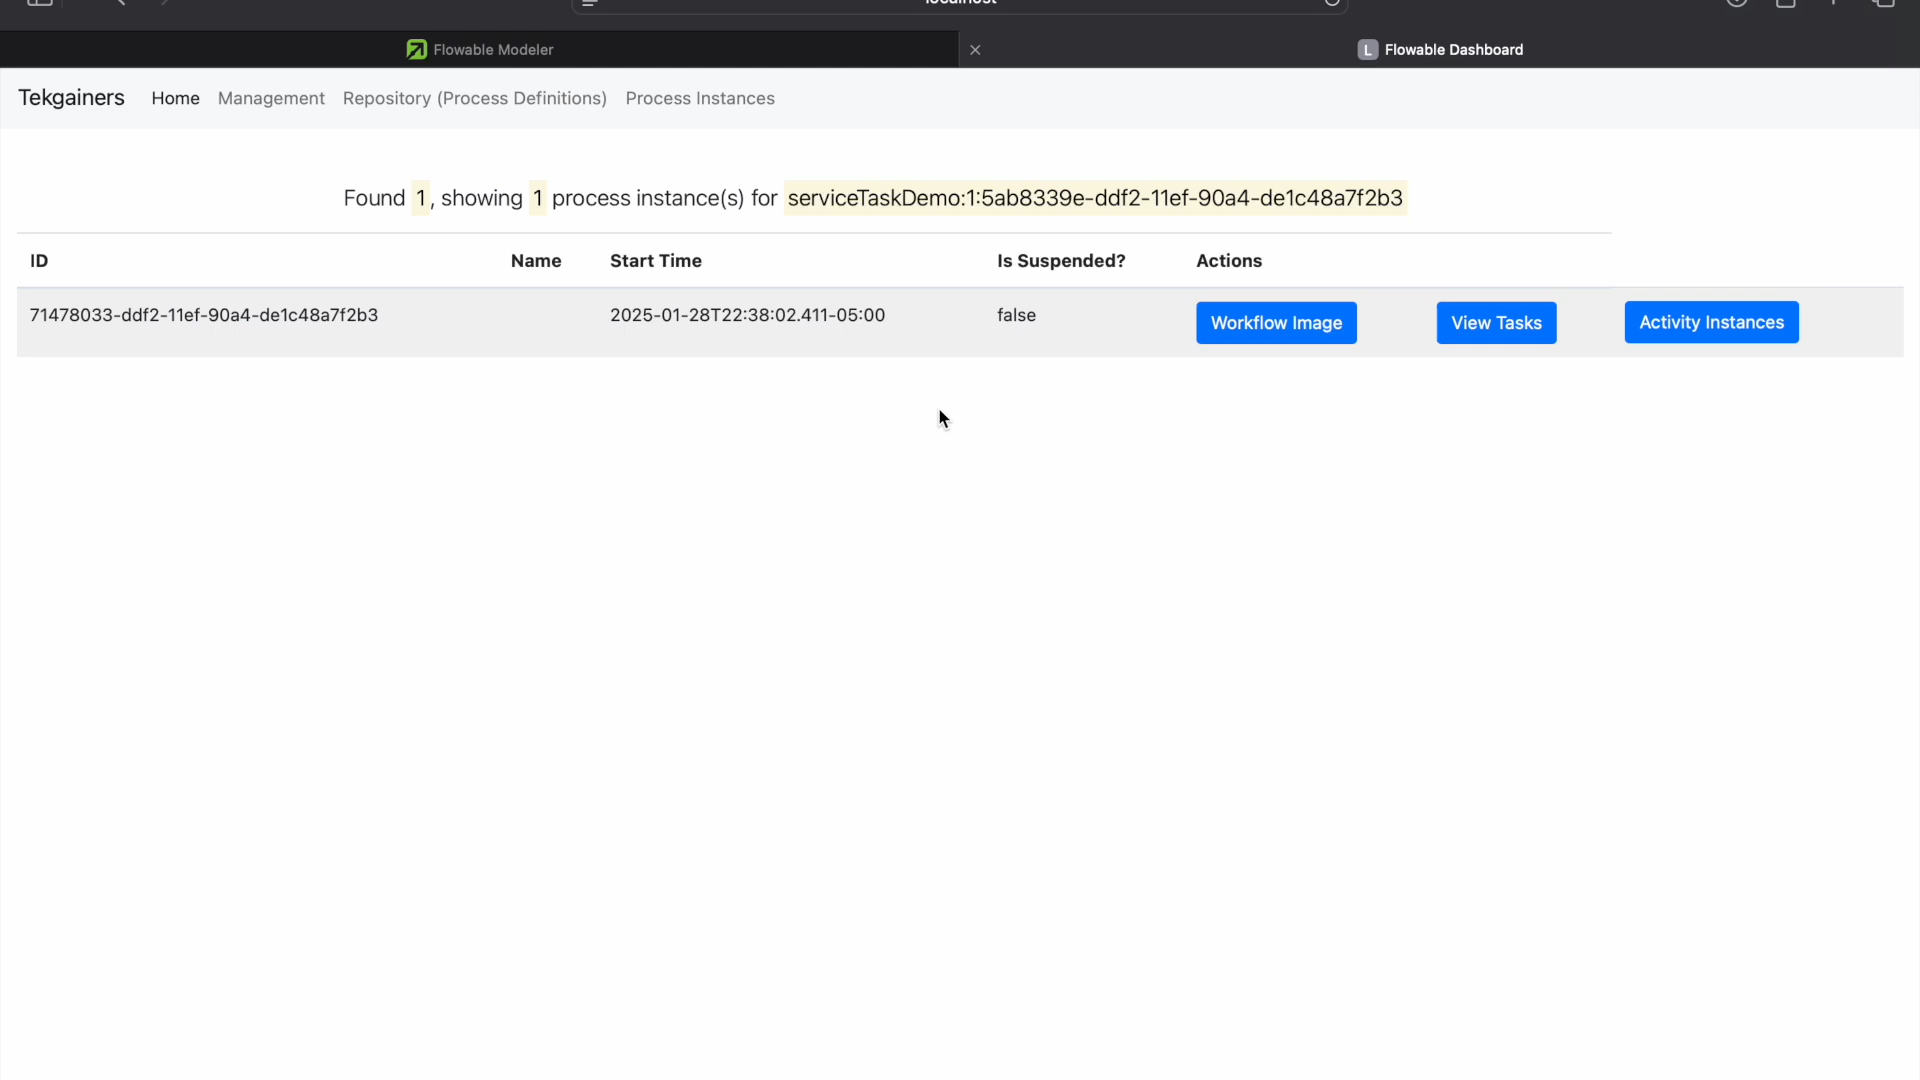 Flowable Modeler
L Flowable Dashboard
Tekgainers Home Management Repository (Process Definitions) Process Instances
Found 1, showing 1 process instance(s) for serviceTaskDemo:1:5ab8339e-ddf2-11ef-90a4-de1c48a7f2b3
ID Name Start Time Is Suspended? Actions
71478033-ddf2-11ef-90a4-de1c48a7f2b3 2025-01-28T22:38:02.411-05:00 false Workflow Image View Tasks Activity Instances